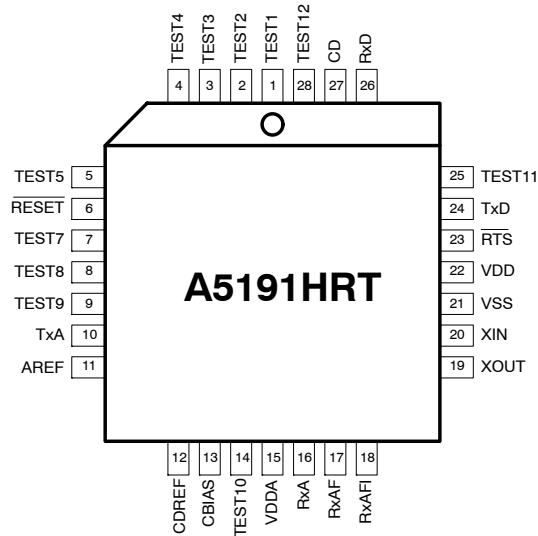 TEST4 TEST3 TEST2 TEST1 TEST12 CD RxD
4 3 2 1 28 27 26
TEST5 5 25 TEST11
RESET 6 24 TxD
TEST7 7 23 RTS
TEST8 8 22 VDD
TEST9 9 21 VSS
TxA 10 20 XIN
AREF 11 19 XOUT
A5191HRT
12 13 14 15 16 17 18
CDREF CBIAS TEST10 VDDA RxA RxAF RxAFI